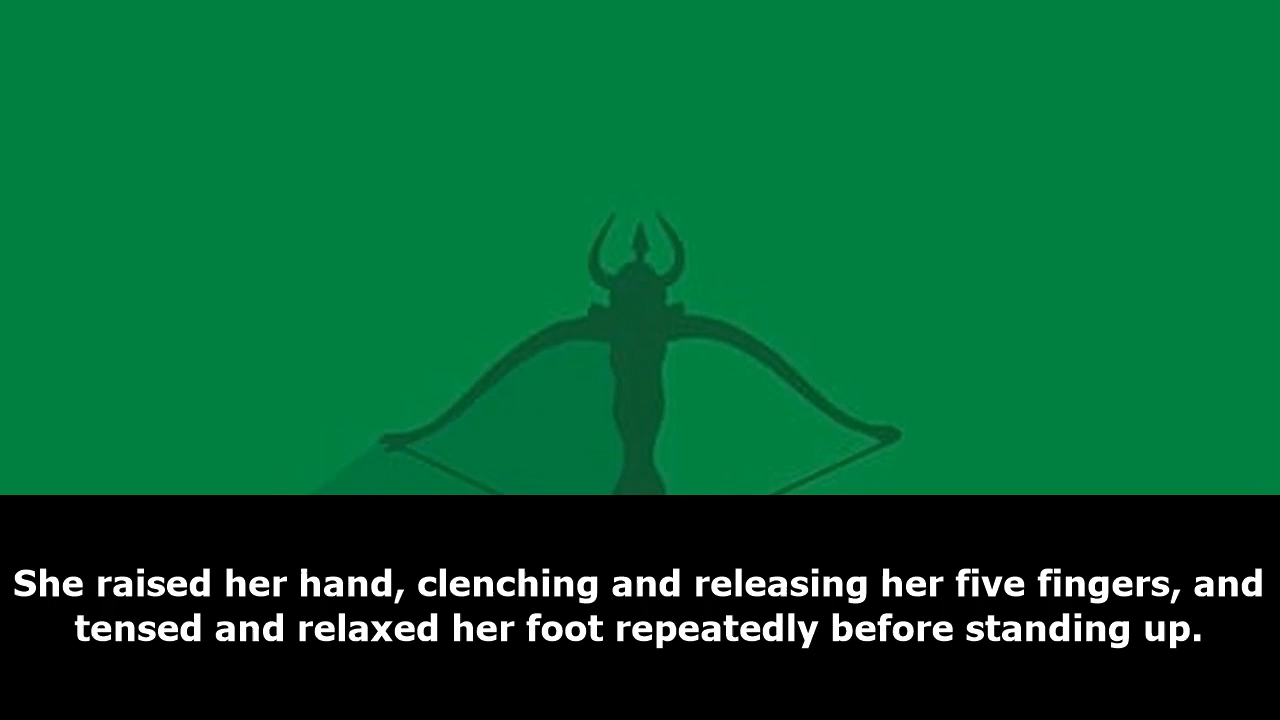 She raised her hand, clenching and releasing her five fingers, and
tensed and relaxed her foot repeatedly before standing up.